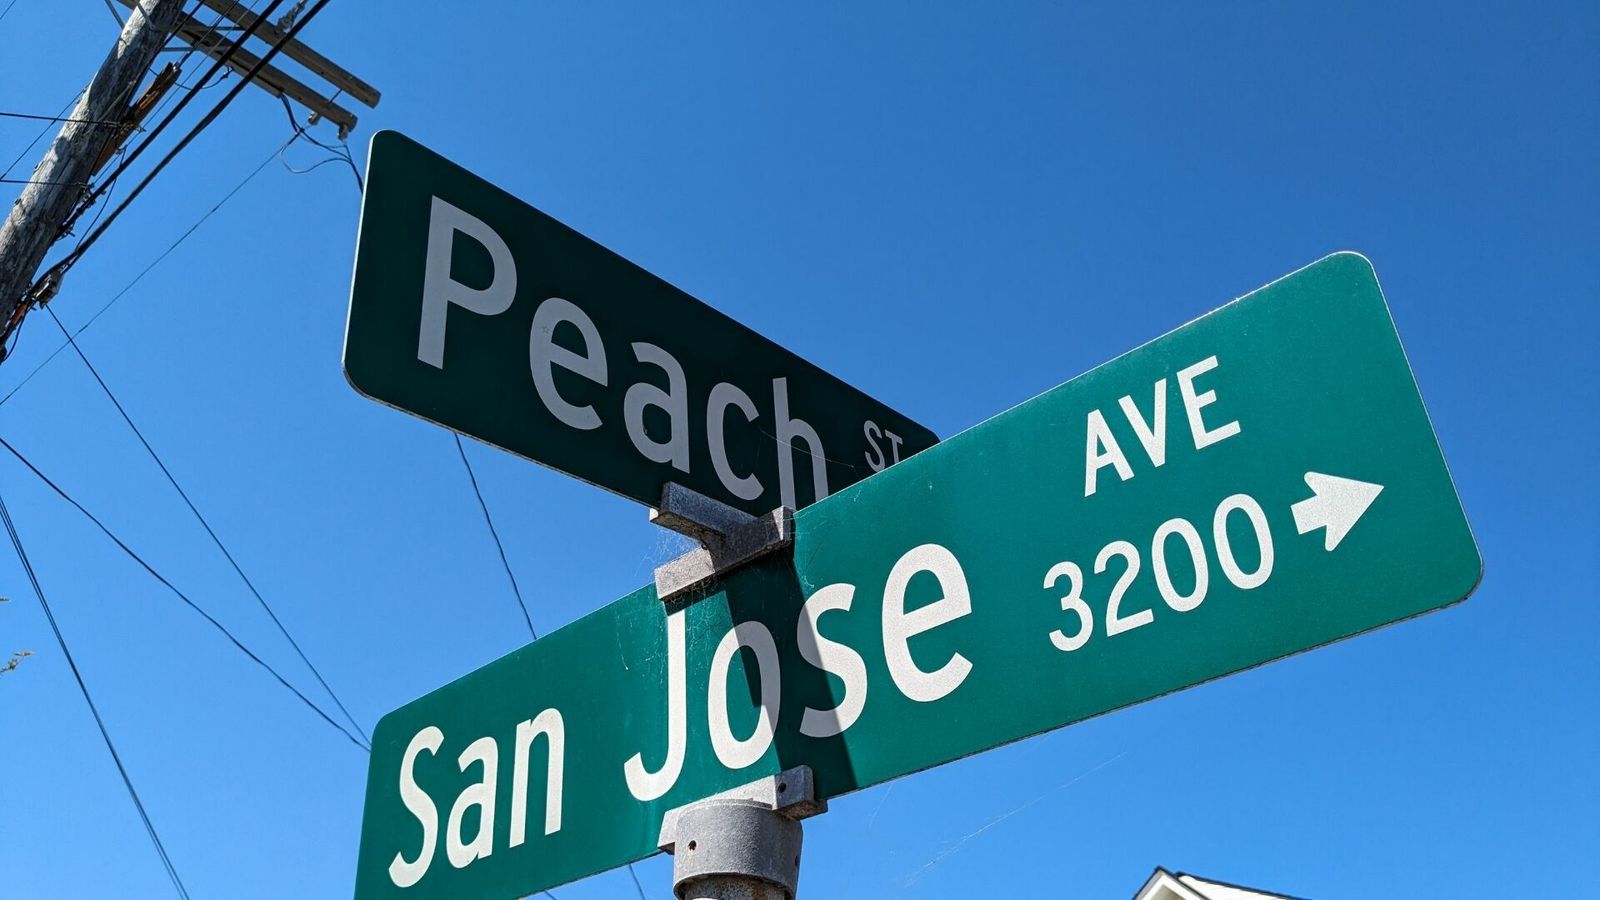 Peach ST
San Jose AVE
3200